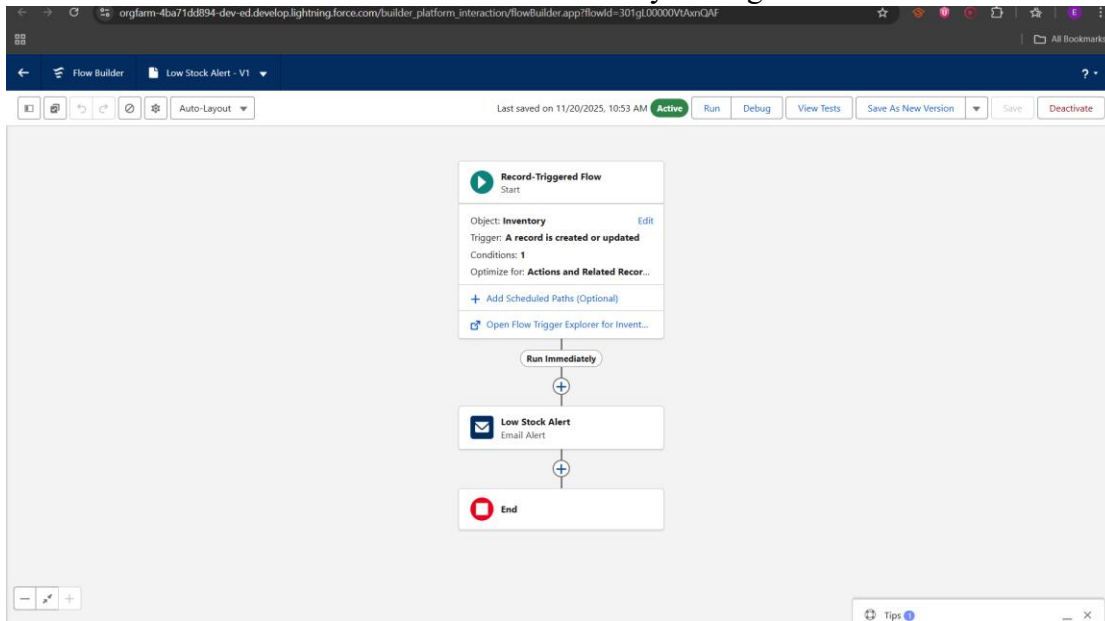 orgfarm-4ba71dd894-dev-ed.develop.lightning.force.com/builder_platform_interaction/flowBuilder.app?flowId=301gL00000VtAxnQAF
All Bookmarks
Flow Builder
Low Stock Alert - V1
?
Auto-Layout
Last saved on 11/20/2025, 10:53 AM Active Run Debug View Tests Save As New Version Save Deactivate
Record-Triggered Flow
Start
Object: Inventory Edit
Trigger: A record is created or updated
Conditions: 1
Optimize for: Actions and Related Recor...
+ Add Scheduled Paths (Optional)
Open Flow Trigger Explorer for Invent...
Run Immediately
Low Stock Alert
Email Alert
End
Tips